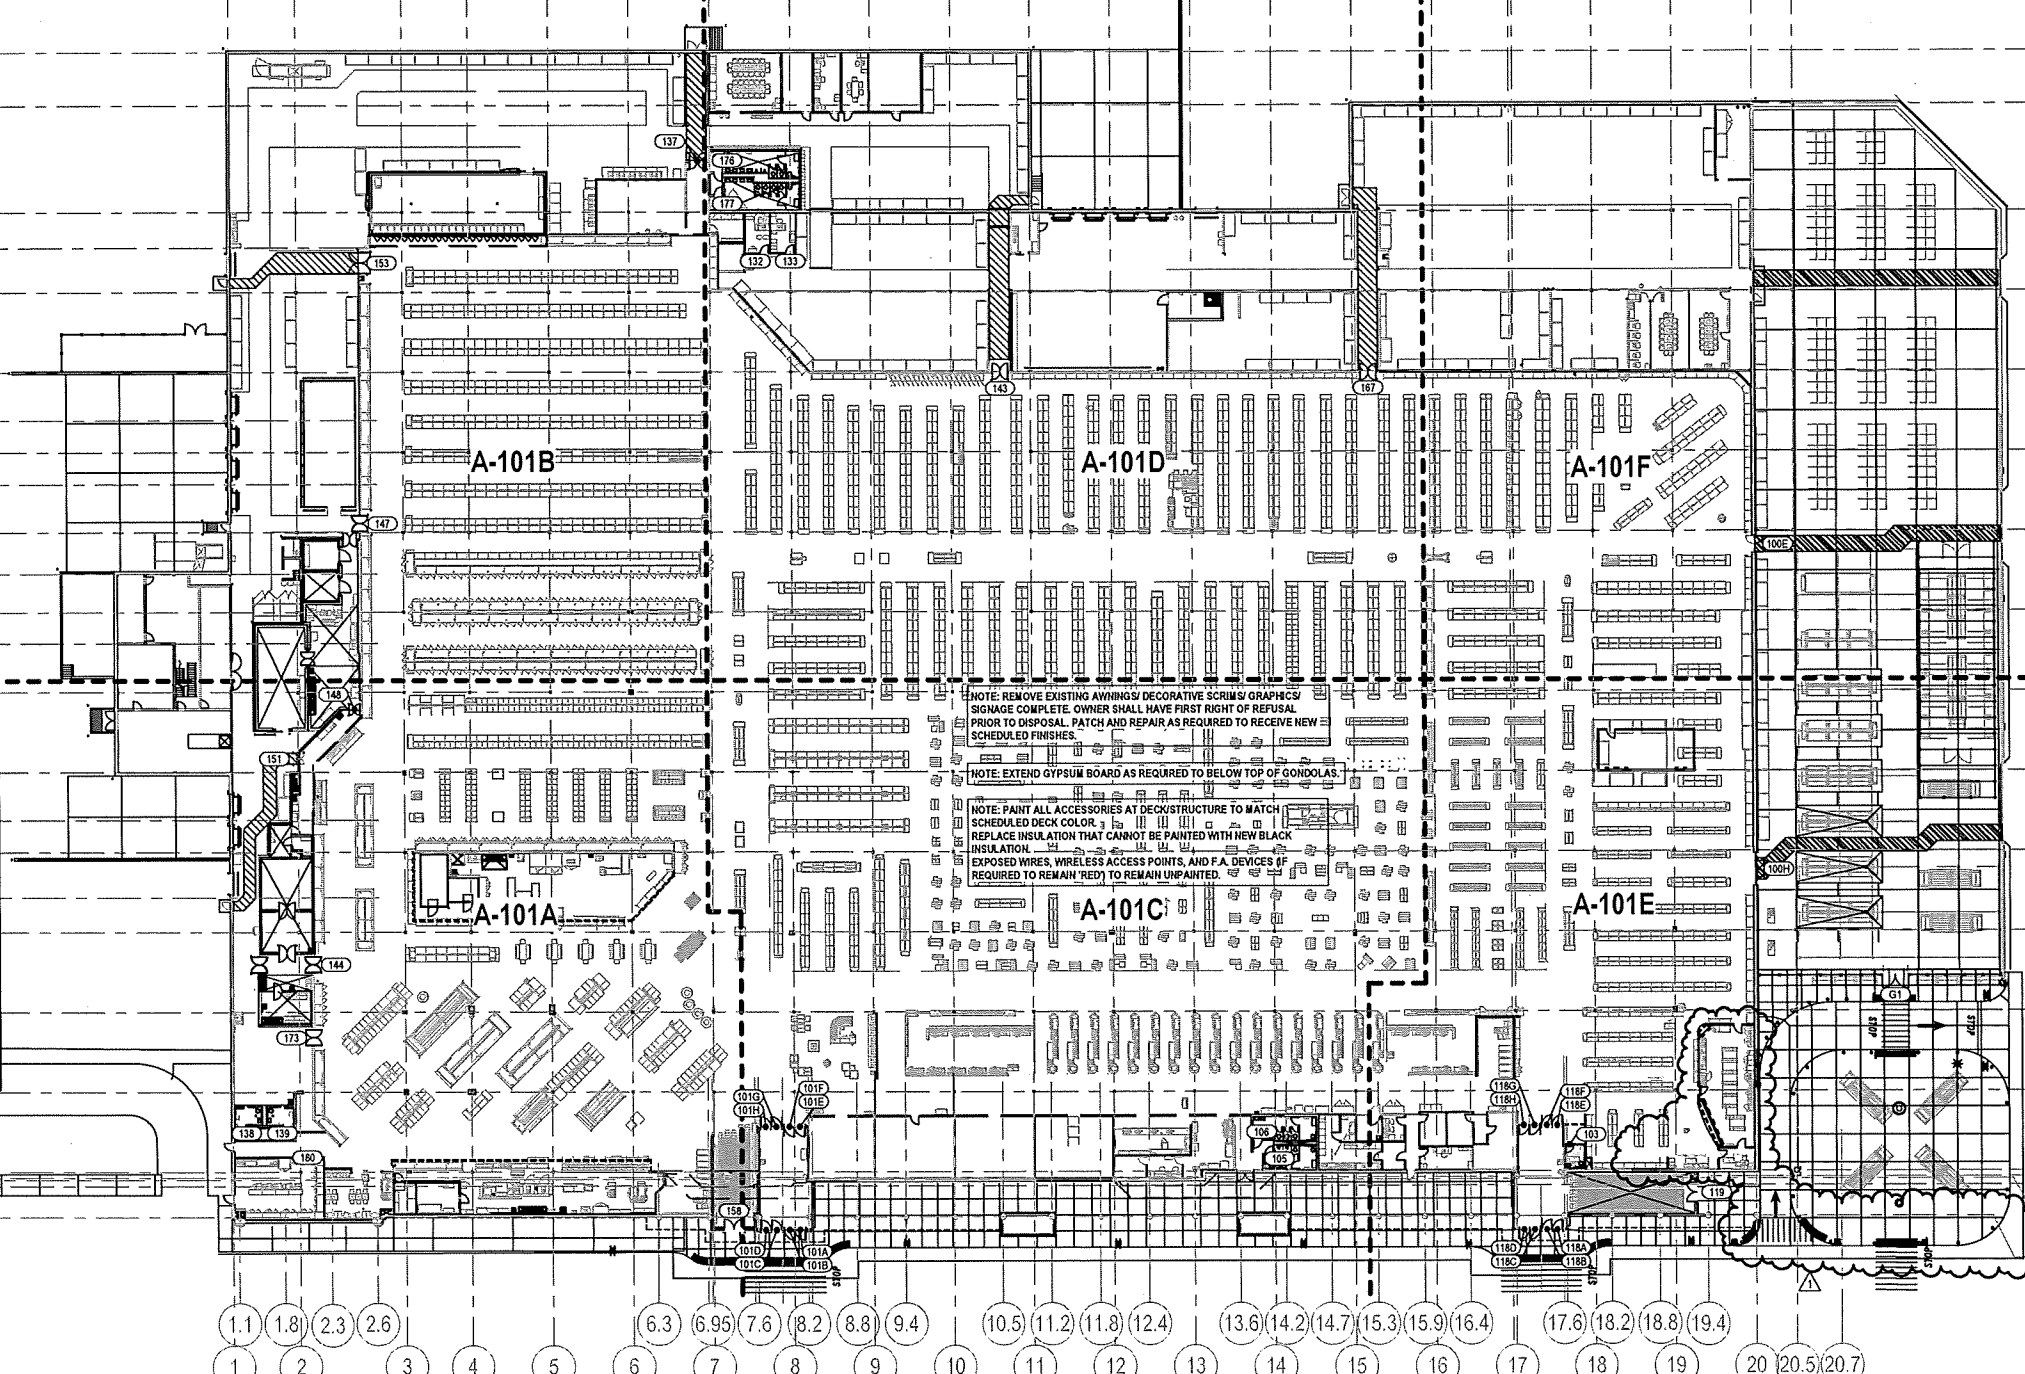 137
176
177
153
132
133
143
167
A-101B
A-101D
A-101F
147
100E
148
NOTE: REMOVE EXISTING AWNINGS/ DECORATIVE SCRIMS/ GRAPHICS/
SIGNAGE COMPLETE. OWNER SHALL HAVE FIRST RIGHT OF REFUSAL
PRIOR TO DISPOSAL. PATCH AND REPAIR AS REQUIRED TO RECEIVE NEW
SCHEDULED FINISHES.
151
NOTE: EXTEND GYPSUM BOARD AS REQUIRED TO BELOW TOP OF GONDOLAS.
NOTE: PAINT ALL ACCESSORIES AT DECK/STRUCTURE TO MATCH
SCHEDULED DECK COLOR.
REPLACE INSULATION THAT CANNOT BE PAINTED WITH NEW BLACK
INSULATION.
EXPOSED WIRES, WIRELESS ACCESS POINTS, AND F.A. DEVICES (IF
REQUIRED TO REMAIN 'RED') TO REMAIN UNPAINTED.
100H
A-101A
A-101C
A-101E
144
G1
STOP
STOP
173
101G
101F
101H
101E
118G
118F
118H
118E
138
139
106
103
105
160
119
158
101D
101A
101C
101B
STOP
118D
118A
118C
118B
STOP
STOP
1
1.1 1.8 2.3 2.6 6.3 6.95 7.6 8.2 8.8 9.4 10.5 11.2 11.8 12.4 13.6 14.2 14.7 15.3 15.9 16.4 17.6 18.2 18.8 19.4
1 2 3 4 5 6 7 8 9 10 11 12 13 14 15 16 17 18 19 20 20.5 20.7